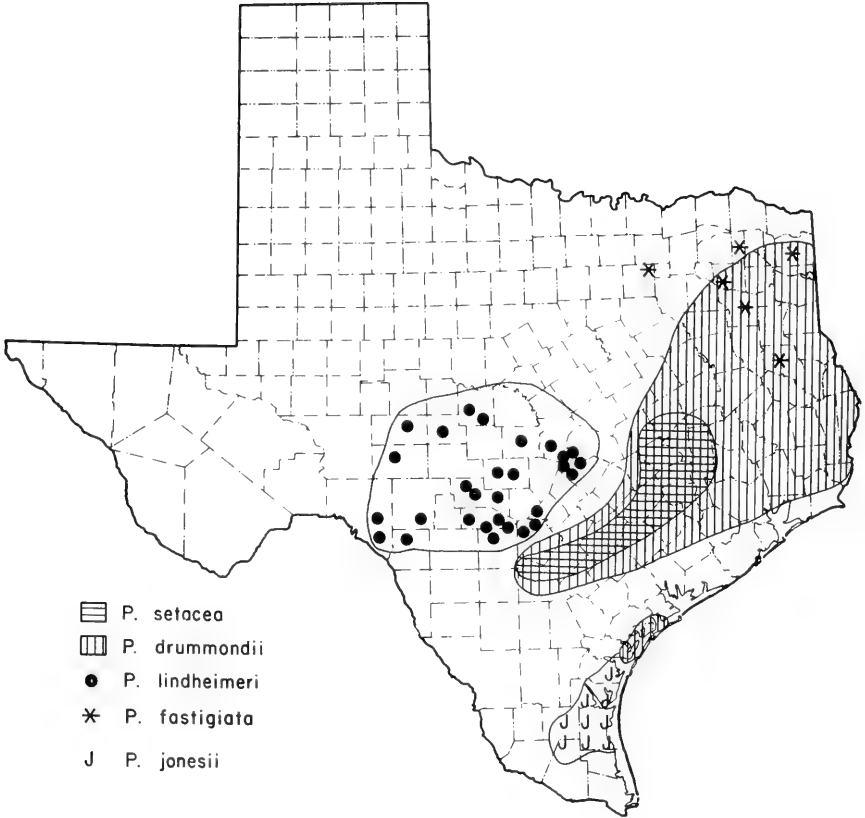 P. setacea
P. drummondii
P. lindheimeri
P. fastigiata
J P. jonesii
J
J J
J J J
J J J